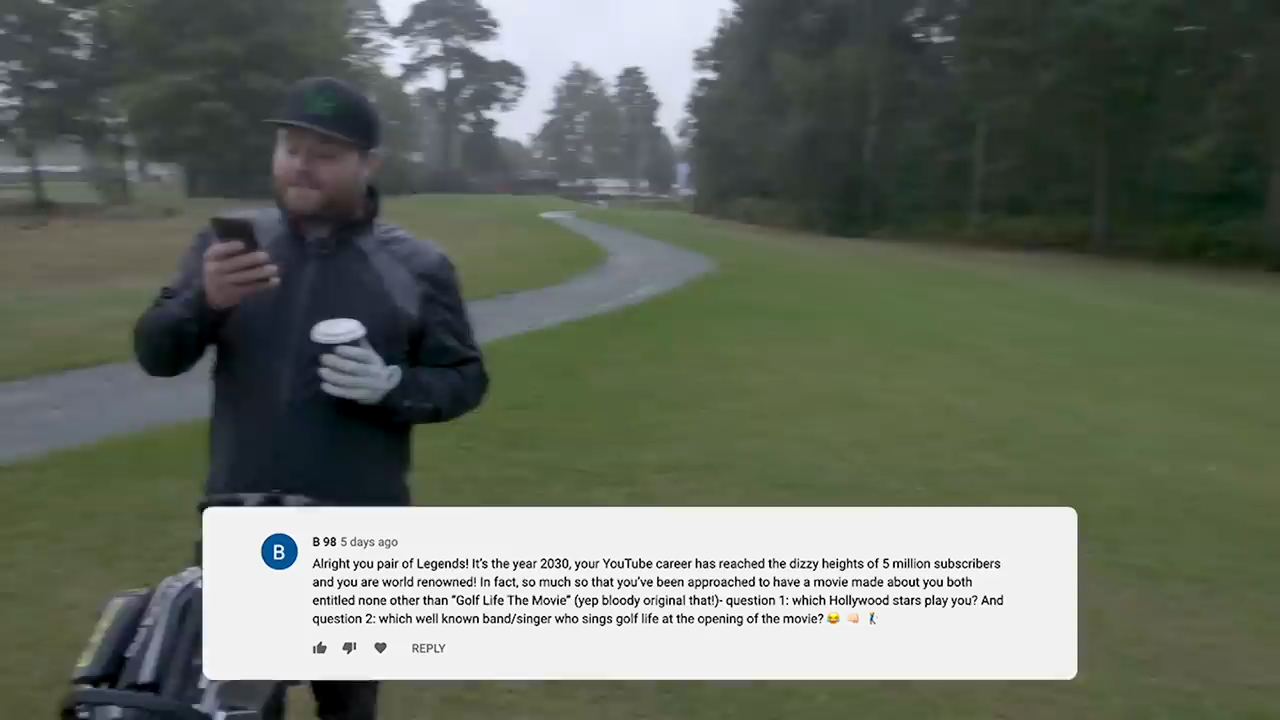 B
B 98 5 days ago
Alright you pair of Legends! It's the year 2030, your YouTube career has reached the dizzy heights of 5 million subscribers
and you are world renowned! In fact, so much so that you've been approached to have a movie made about you both
entitled none other than "Golf Life The Movie" (yep bloody original that!)- question 1: which Hollywood stars play you? And
question 2: which well known band/singer who sings golf life at the opening of the movie? 😂 👊🏻 🏌️
REPLY